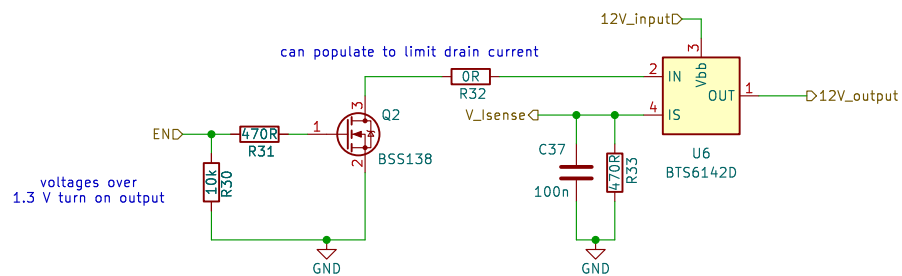 12V_input
can populate to limit drain current
3
Vbb
0R
R32
2
IN
OUT
1
12V_output
3
Q2
V_Isense
4
IS
EN
470R
R31
1
BSS138
2
C37
100n
470R
R33
U6
BTS6142D
10k
R30
voltages over
1.3 V turn on output
GND
GND